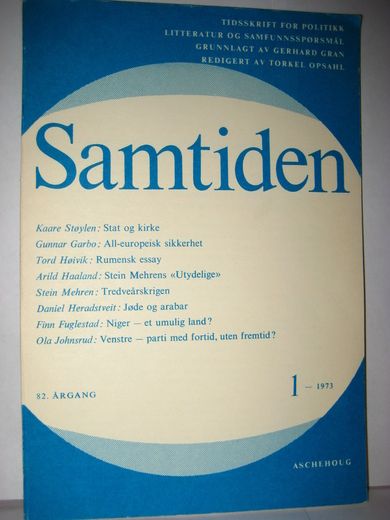 TIDSSKRIFT FOR POLITIKK
LITTERATUR OG SAMFUNNSSPØRSMÅL
GRUNNLAGT AV GERHARD GRAN
REDIGERT AV TORKEL OPSAHL
Samtiden
Kaare Støylen: Stat og kirke
Gunnar Garbo: All-europeisk sikkerhet
Tord Høivik: Rumensk essay
Arild Haaland: Stein Mehrens «Utydelige»
Stein Mehren: Tredveårskrigen
Daniel Heradstveit: Jøde og arabar
Finn Fuglestad: Niger — et umulig land?
Ola Johnsrud: Venstre — parti med fortid, uten fremtid?
82. ÅRGANG
1 — 1973
ASCHEHOUG